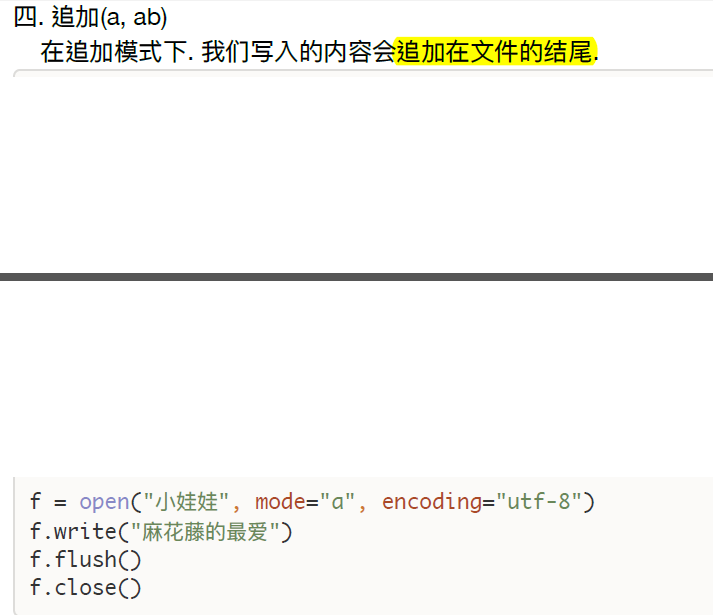 四. 追加(a, ab)
在追加模式下. 我们写入的内容会追加在文件的结尾.
f = open("小娃娃", mode="a", encoding="utf-8")
f.write("麻花藤的最爱")
f.flush()
f.close()